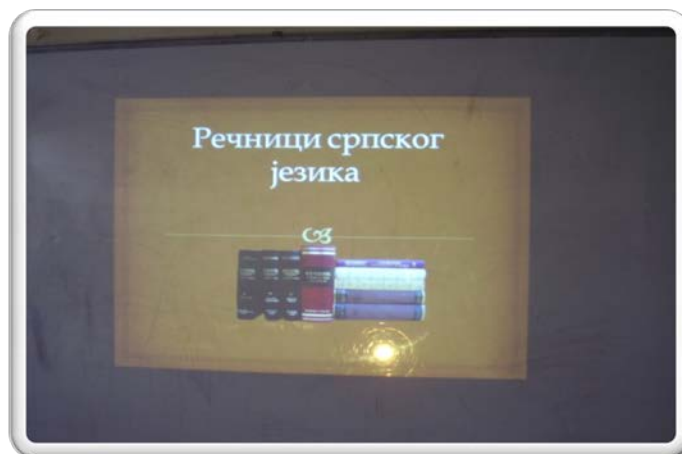 Речници српског
језика